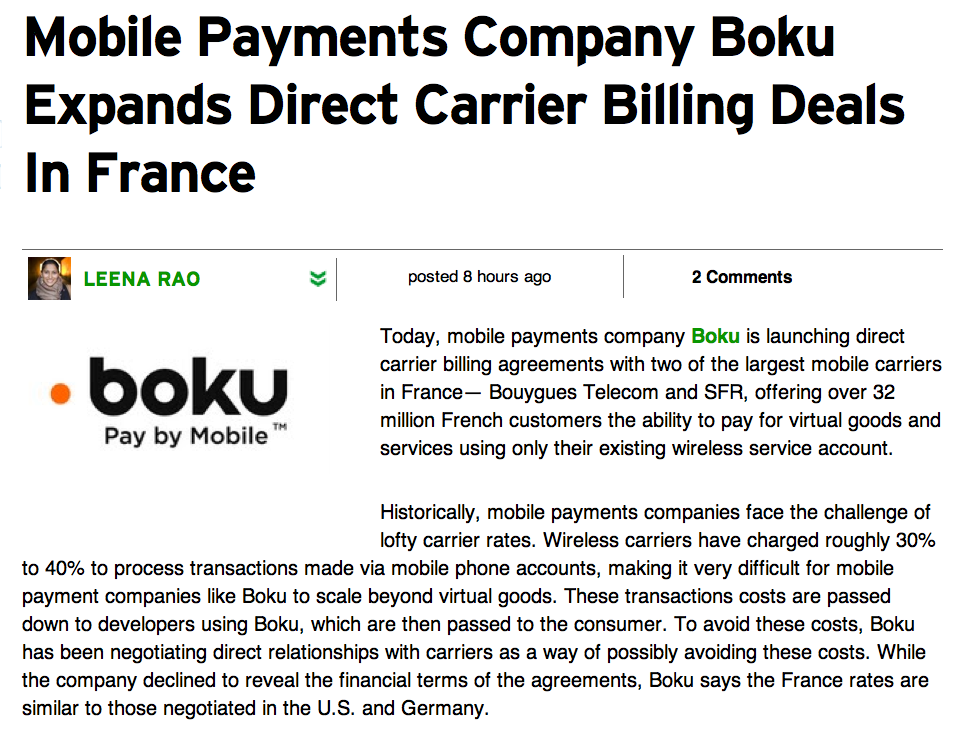 Mobile Payments Company Boku
Expands Direct Carrier Billing Deals
In France
LEENA RAO
posted 8 hours ago
2 Comments
boku
Pay by Mobile™
Today, mobile payments company Boku is launching direct
carrier billing agreements with two of the largest mobile carriers
in France— Bouygues Telecom and SFR, offering over 32
million French customers the ability to pay for virtual goods and
services using only their existing wireless service account.
Historically, mobile payments companies face the challenge of
lofty carrier rates. Wireless carriers have charged roughly 30%
to 40% to process transactions made via mobile phone accounts, making it very difficult for mobile
payment companies like Boku to scale beyond virtual goods. These transactions costs are passed
down to developers using Boku, which are then passed to the consumer. To avoid these costs, Boku
has been negotiating direct relationships with carriers as a way of possibly avoiding these costs. While
the company declined to reveal the financial terms of the agreements, Boku says the France rates are
similar to those negotiated in the U.S. and Germany.